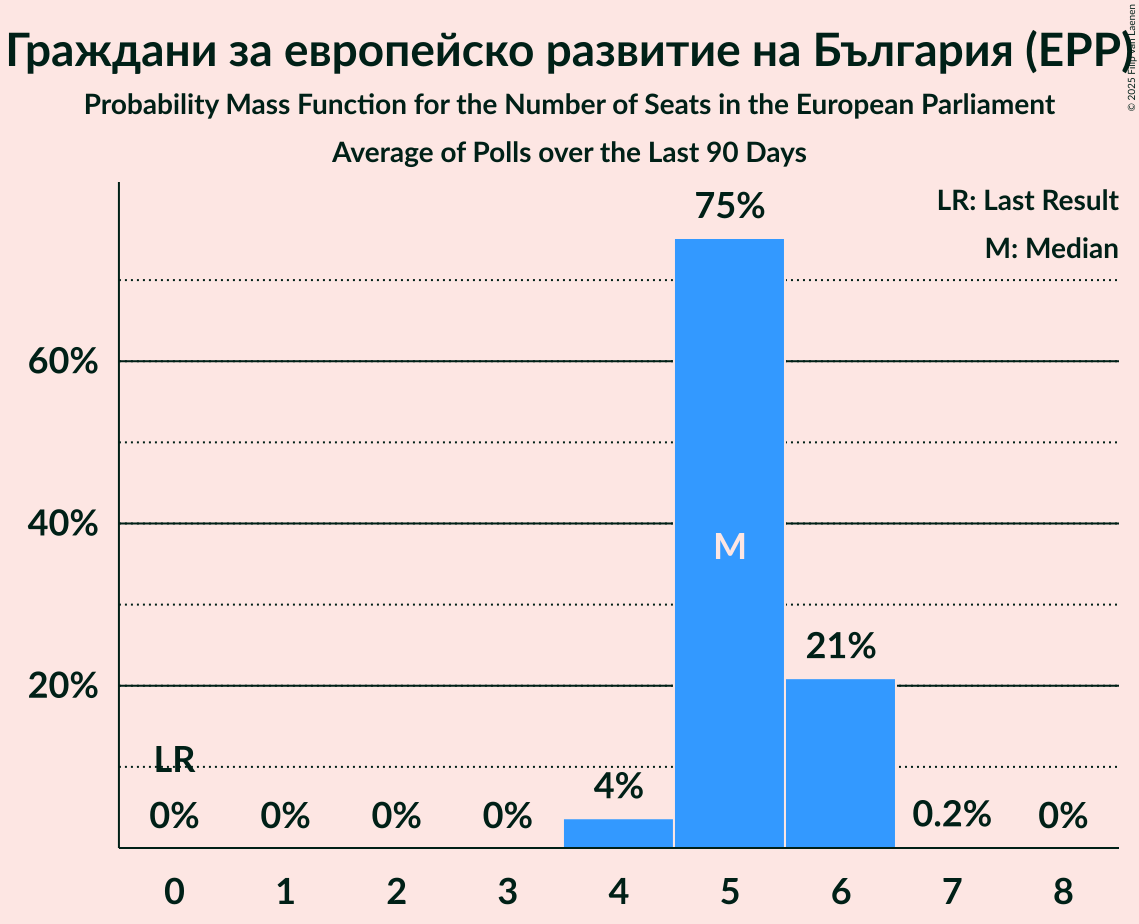 Граждани за европейско развитие на България (EPP)
© 2025 Filip van Laenen
Probability Mass Function for the Number of Seats in the European Parliament
Average of Polls over the Last 90 Days
LR: Last Result
M: Median
75%
60%
40%
M
21%
20%
LR
0% 0% 0% 0% 4% 0.2% 0%
0 1 2 3 4 5 6 7 8